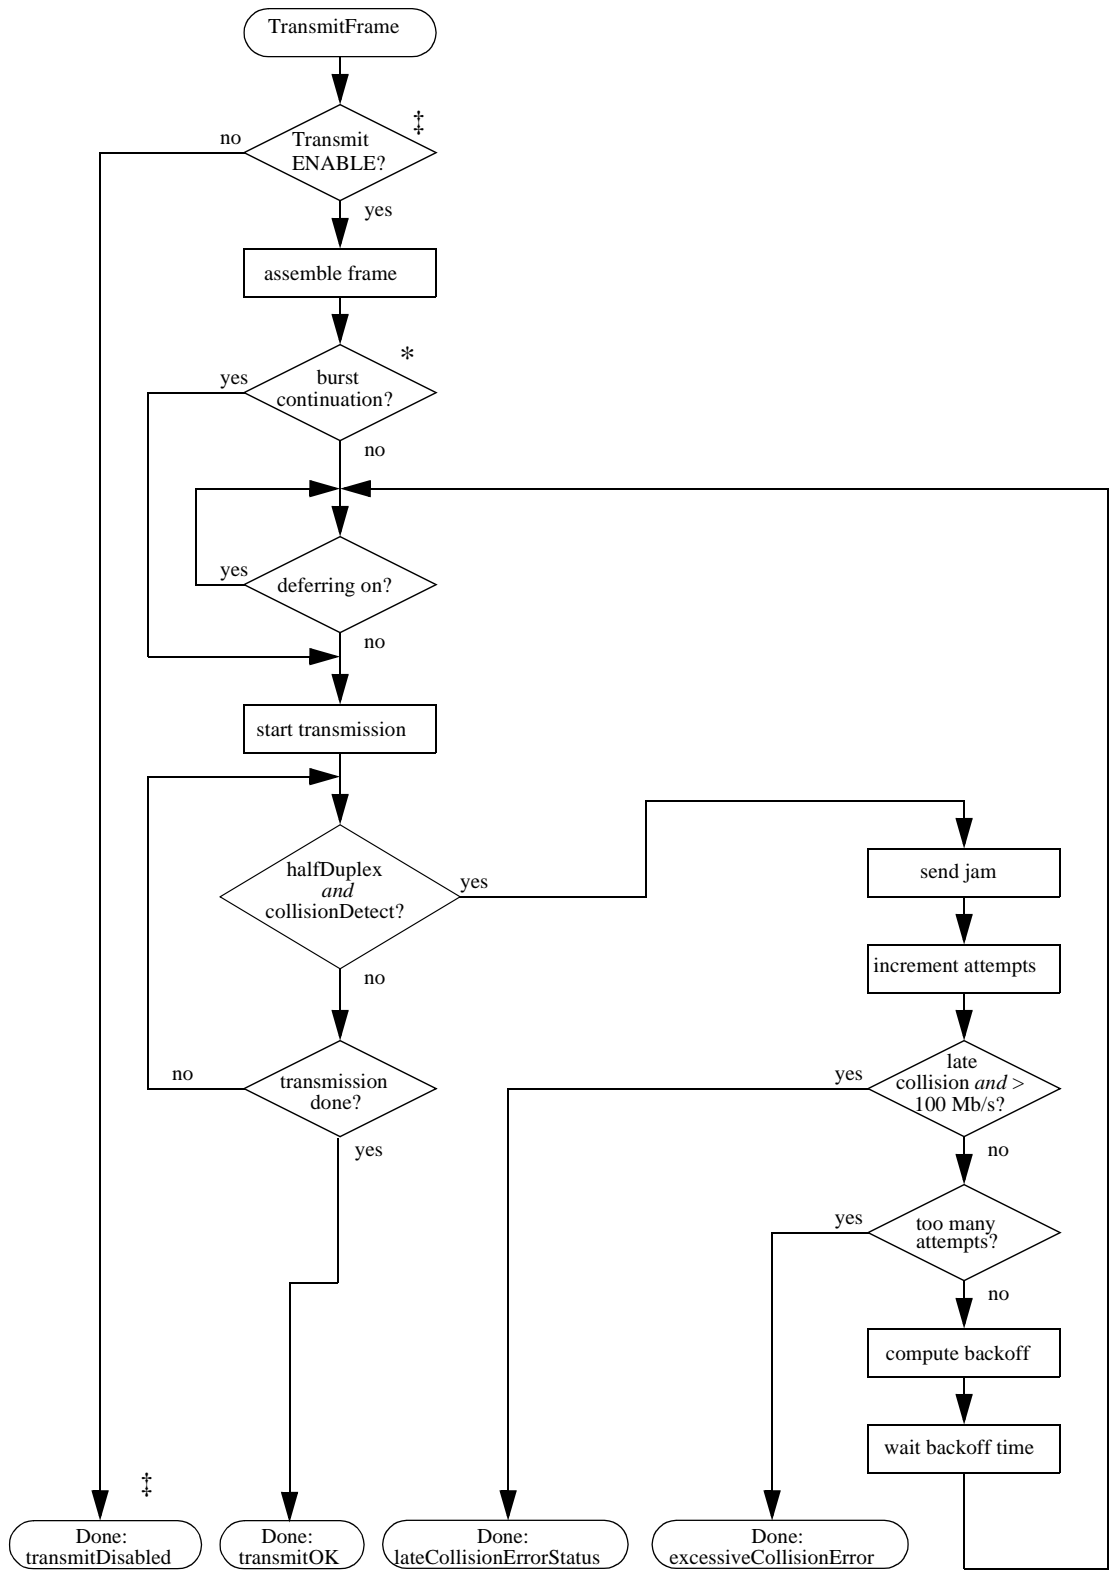 TransmitFrame
‡
no
Transmit
ENABLE?
yes
assemble frame
*
yes
burst
continuation?
no
yes
deferring on?
no
start transmission
halfDuplex
and
collisionDetect?
yes
no
send jam
increment attempts
no
transmission
done?
yes
yes
late
collision and >
100 Mb/s?
no
yes
too many
attempts?
no
compute backoff
wait backoff time
‡
Done:
transmitDisabled
Done:
transmitOK
Done:
lateCollisionErrorStatus
Done:
excessiveCollisionError